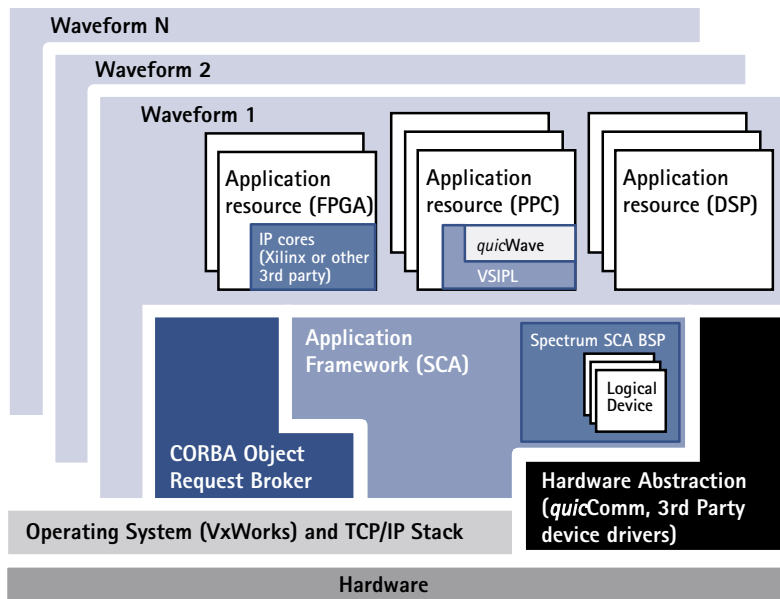 Waveform N
Waveform 2
Waveform 1
Application
resource (FPGA)
IP cores
(Xilinx or other
3rd party)
Application
resource (PPC)
quicWave
VSIPL
Application
resource (DSP)
Application
Framework (SCA)
Spectrum SCA BSP
Logical
Device
CORBA Object
Request Broker
Hardware Abstraction
(quicComm, 3rd Party
device drivers)
Operating System (VxWorks) and TCP/IP Stack
Hardware